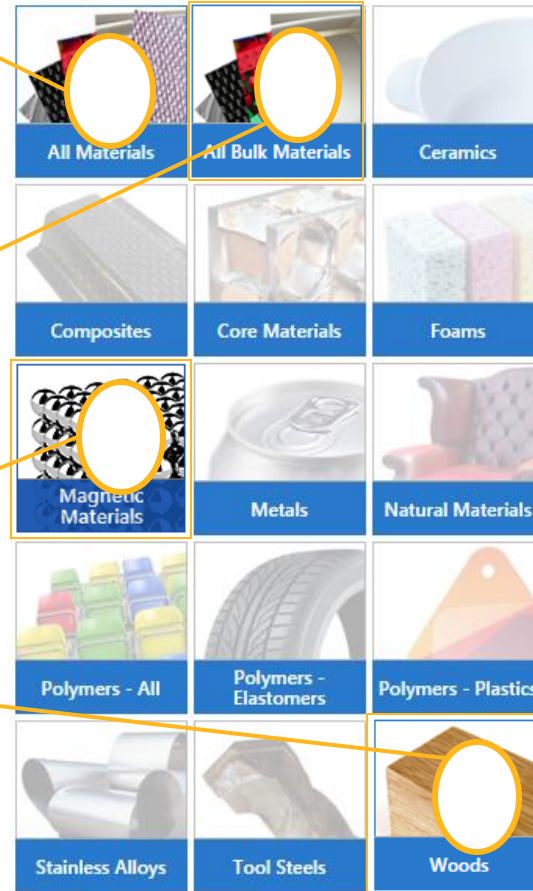 All Materials
All Bulk Materials
Ceramics
Composites
Core Materials
Foams
Magnetic
Materials
Metals
Natural Materials
Polymers - All
Polymers -
Elastomers
Polymers - Plastics
Stainless Alloys
Tool Steels
Woods